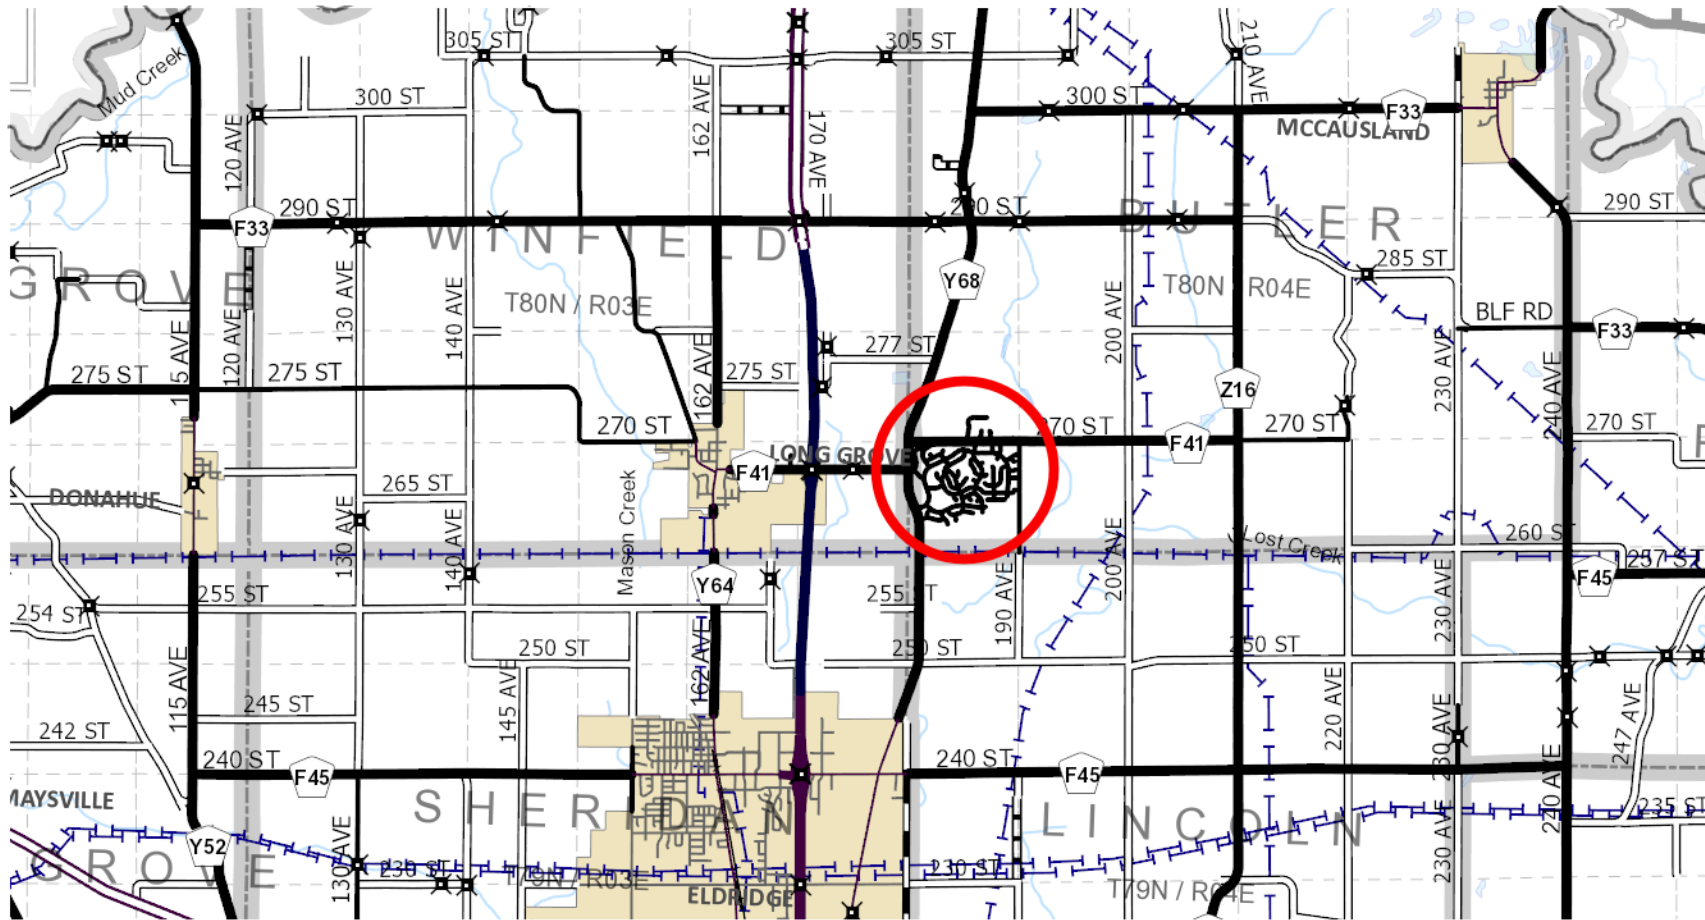 305 ST
305 ST
210 AVE
Mud Creek
162 AVE
300 ST
300 ST
F33
170 AVE
MCCAUSLAND
120 AVE
290 ST
290 ST
290 ST
F33
WINFIELD
BUTLER
GROVE
285 ST
Y68
T80N / R03E
T80N / R04E
130 AVE
140 AVE
200 AVE
BLF RD
F33
115 AVE
120 AVE
277 ST
162 AVE
230 AVE
240 AVE
275 ST
275 ST
275 ST
Z16
270 ST
270 ST
270 ST
270 ST
F41
LONG GROVE
F41
DONAHUE
265 ST
Mason Creek
130 AVE
140 AVE
200 AVE
Lost Creek
260 ST
257 ST
F45
Y64
255 ST
255 ST
254 ST
190 AVE
230 AVE
250 ST
250 ST
250 ST
115 AVE
145 AVE
162 AVE
220 AVE
230 AVE
247 AVE
245 ST
242 ST
240 ST
F45
240 ST
F45
240 AVE
MAYSVILLE
SHERIDAN
LINCOLN
235 ST
Y52
GROVE
130 AVE
230 ST
230 ST
230 AVE
T79N / R03E
T79N / R04E
ELDRIDGE